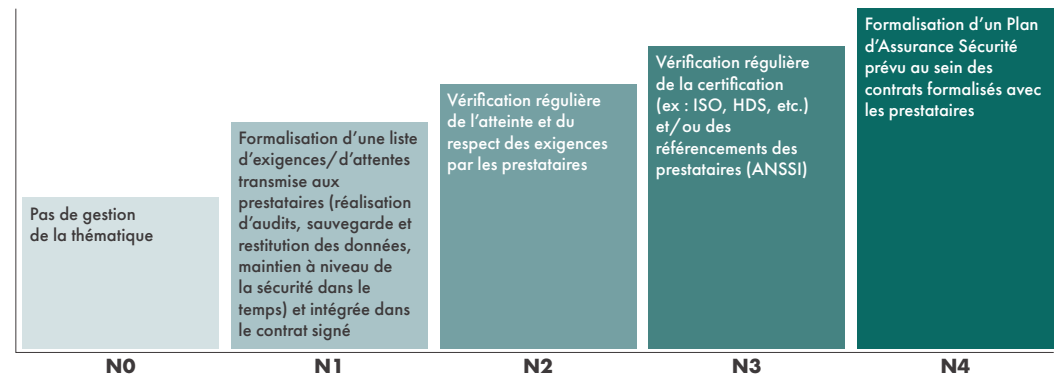 Pas de gestion
de la thématique
Formalisation d'une liste
d'exigences/d'attentes
transmise aux
prestataires (réalisation
d'audits, sauvegarde et
restitution des données,
maintien à niveau de
la sécurité dans le
temps) et intégrée dans
le contrat signé
Vérification régulière
de l'atteinte et du
respect des exigences
par les prestataires
Vérification régulière
de la certification
(ex : ISO, HDS, etc.)
et/ou des
référencements des
prestataires (ANSSI)
Formalisation d'un Plan
d'Assurance Sécurité
prévu au sein des
contrats formalisés avec
les prestataires
N0
N1
N2
N3
N4